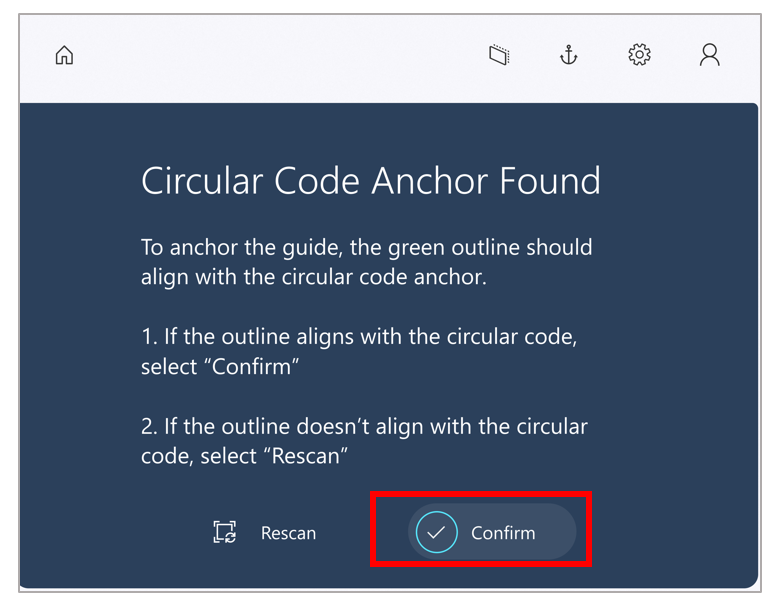 Circular Code Anchor Found
To anchor the guide, the green outline should
align with the circular code anchor.
1. If the outline aligns with the circular code,
select “Confirm”
2. If the outline doesn’t align with the circular
code, select “Rescan”
Rescan
Confirm